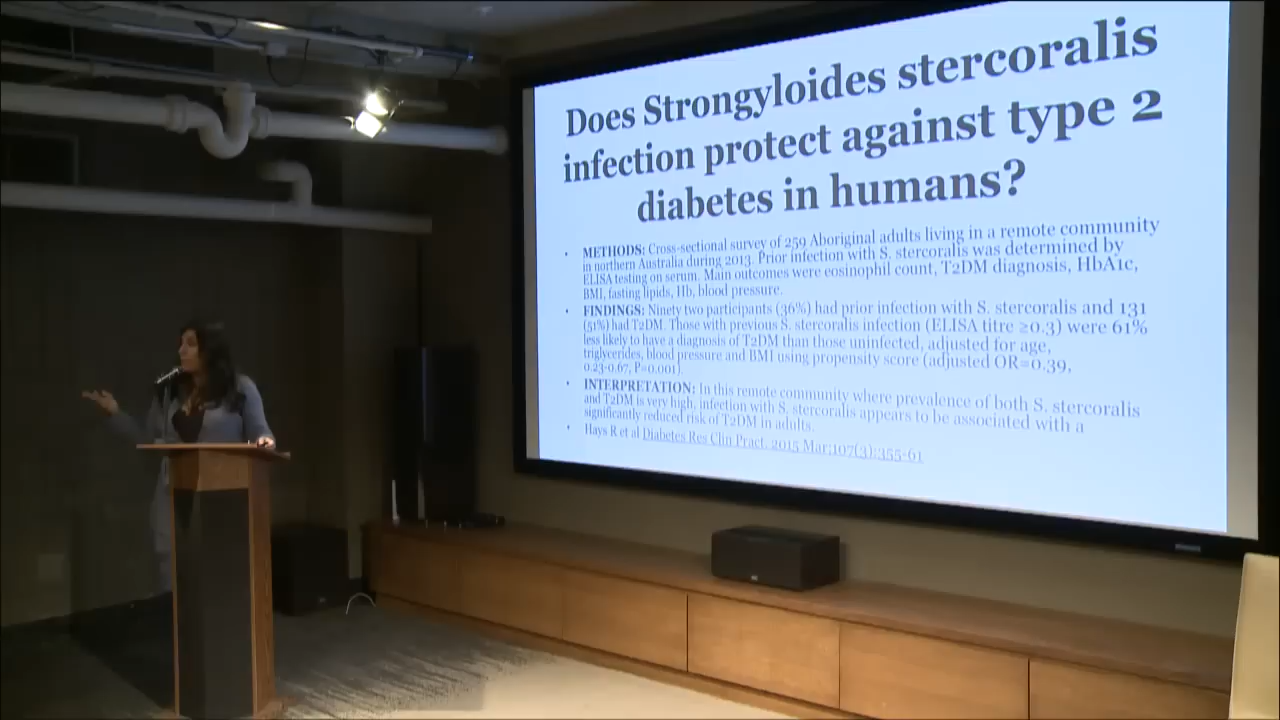 Does Strongyloides stercoralis
infection protect against type 2
diabetes in humans?
• METHODS: Cross-sectional survey of 259 Aboriginal adults living in a remote community
in northern Australia during 2013. Prior infection with S. stercoralis was determined by
ELISA testing on serum. Main outcomes were eosinophil count, T2DM diagnosis, HbA1c,
BMI, fasting lipids, Hb, blood pressure.
• FINDINGS: Ninety two participants (36%) had prior infection with S. stercoralis and 131
(51%) had T2DM. Those with previous S. stercoralis infection (ELISA titre ≥0.3) were 61%
less likely to have a diagnosis of T2DM than those uninfected, adjusted for age,
triglycerides, blood pressure and BMI using propensity score (adjusted OR=0.39,
0.23-0.67, P=0.001).
• INTERPRETATION: In this remote community where prevalence of both S. stercoralis
and T2DM is very high, infection with S. stercoralis appears to be associated with a
significantly reduced risk of T2DM in adults.
• Hays R et al Diabetes Res Clin Pract. 2015 Mar;107(3):355-61